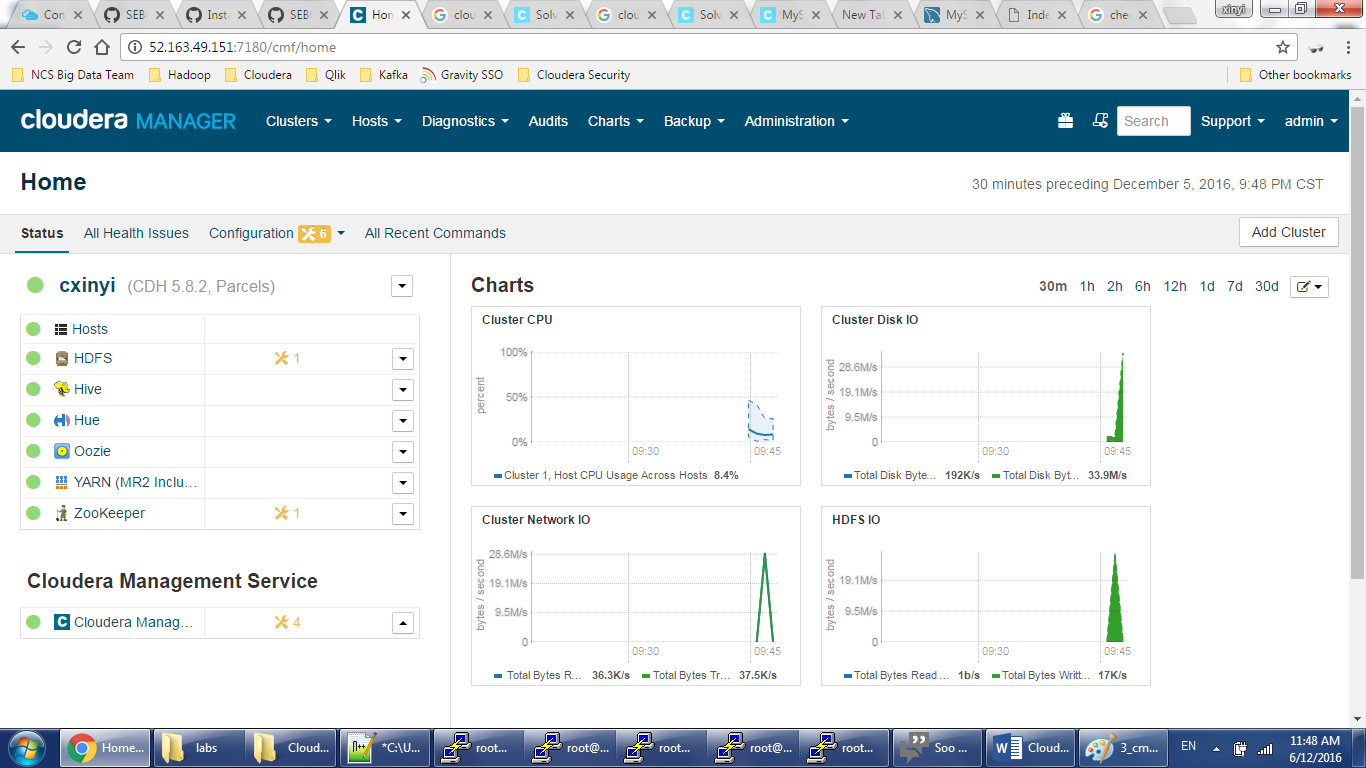 Con
SEB
Insta
SEB
Hom
clou
Solv
clou
Solv
MyS
New Tal
MyS
Inde
che
xinyi
52.163.49.151:7180/cmf/home
NCS Big Data Team Hadoop Cloudera Qlik Kafka Gravity SSO Cloudera Security Other bookmarks
cloudera MANAGER Clusters Hosts Diagnostics Audits Charts Backup Administration Search Support admin
Home 30 minutes preceding December 5, 2016, 9:48 PM CST
Status All Health Issues Configuration 6 All Recent Commands Add Cluster
cxinyi (CDH 5.8.2, Parcels)
Hosts
HDFS 1
Hive
Hue
Oozie
YARN (MR2 Inclu...
ZooKeeper 1
Cloudera Management Service
Cloudera Manag... 4
Charts 30m 1h 2h 6h 12h 1d 7d 30d
Cluster CPU
percent
100%
50%
0%
09:30 09:45
Cluster 1, Host CPU Usage Across Hosts 8.4%
Cluster Disk IO
bytes / second
28.6M/s
19.1M/s
9.5M/s
0
09:30 09:45
Total Disk Byte... 192K/s Total Disk Byt... 33.9M/s
Cluster Network IO
bytes / second
28.6M/s
19.1M/s
9.5M/s
0
09:30 09:45
Total Bytes R... 36.3K/s Total Bytes Tr... 37.5K/s
HDFS IO
bytes / second
19.1M/s
9.5M/s
0
09:30 09:45
Total Bytes Read ... 1b/s Total Bytes Writt... 17K/s
Home... labs Cloud... *C:\U... root... root@... root... root@... root... Soo ... Cloud... 3_cm... EN
11:48 AM
6/12/2016